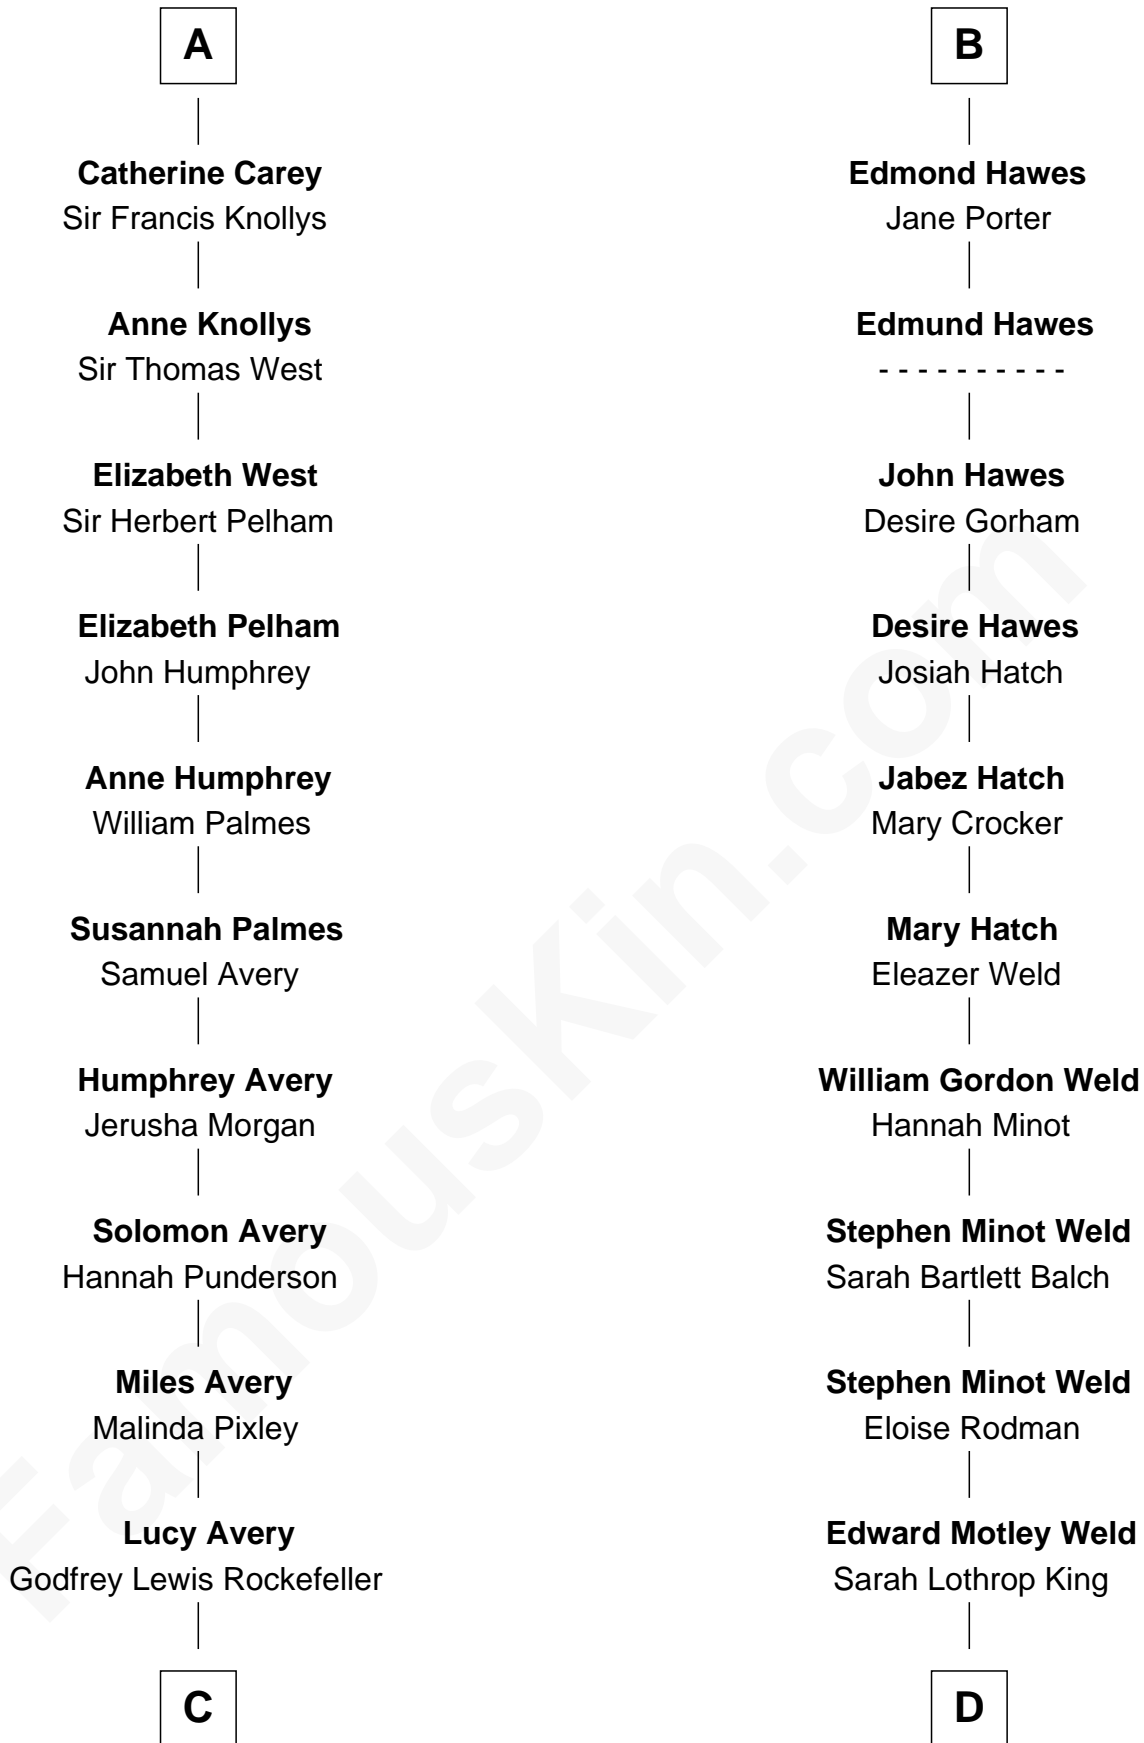 A
Catherine Carey
Sir Francis Knollys
Anne Knollys
Sir Thomas West
Elizabeth West
Sir Herbert Pelham
Elizabeth Pelham
John Humphrey
Anne Humphrey
William Palmes
Susannah Palmes
Samuel Avery
Humphrey Avery
Jerusha Morgan
Solomon Avery
Hannah Punderson
Miles Avery
Malinda Pixley
Lucy Avery
Godfrey Lewis Rockefeller
C
B
Edmond Hawes
Jane Porter
Edmund Hawes
- - - - - - - - - -
John Hawes
Desire Gorham
Desire Hawes
Josiah Hatch
Jabez Hatch
Mary Crocker
Mary Hatch
Eleazer Weld
William Gordon Weld
Hannah Minot
Stephen Minot Weld
Sarah Bartlett Balch
Stephen Minot Weld
Eloise Rodman
Edward Motley Weld
Sarah Lothrop King
D
FamousKin.com